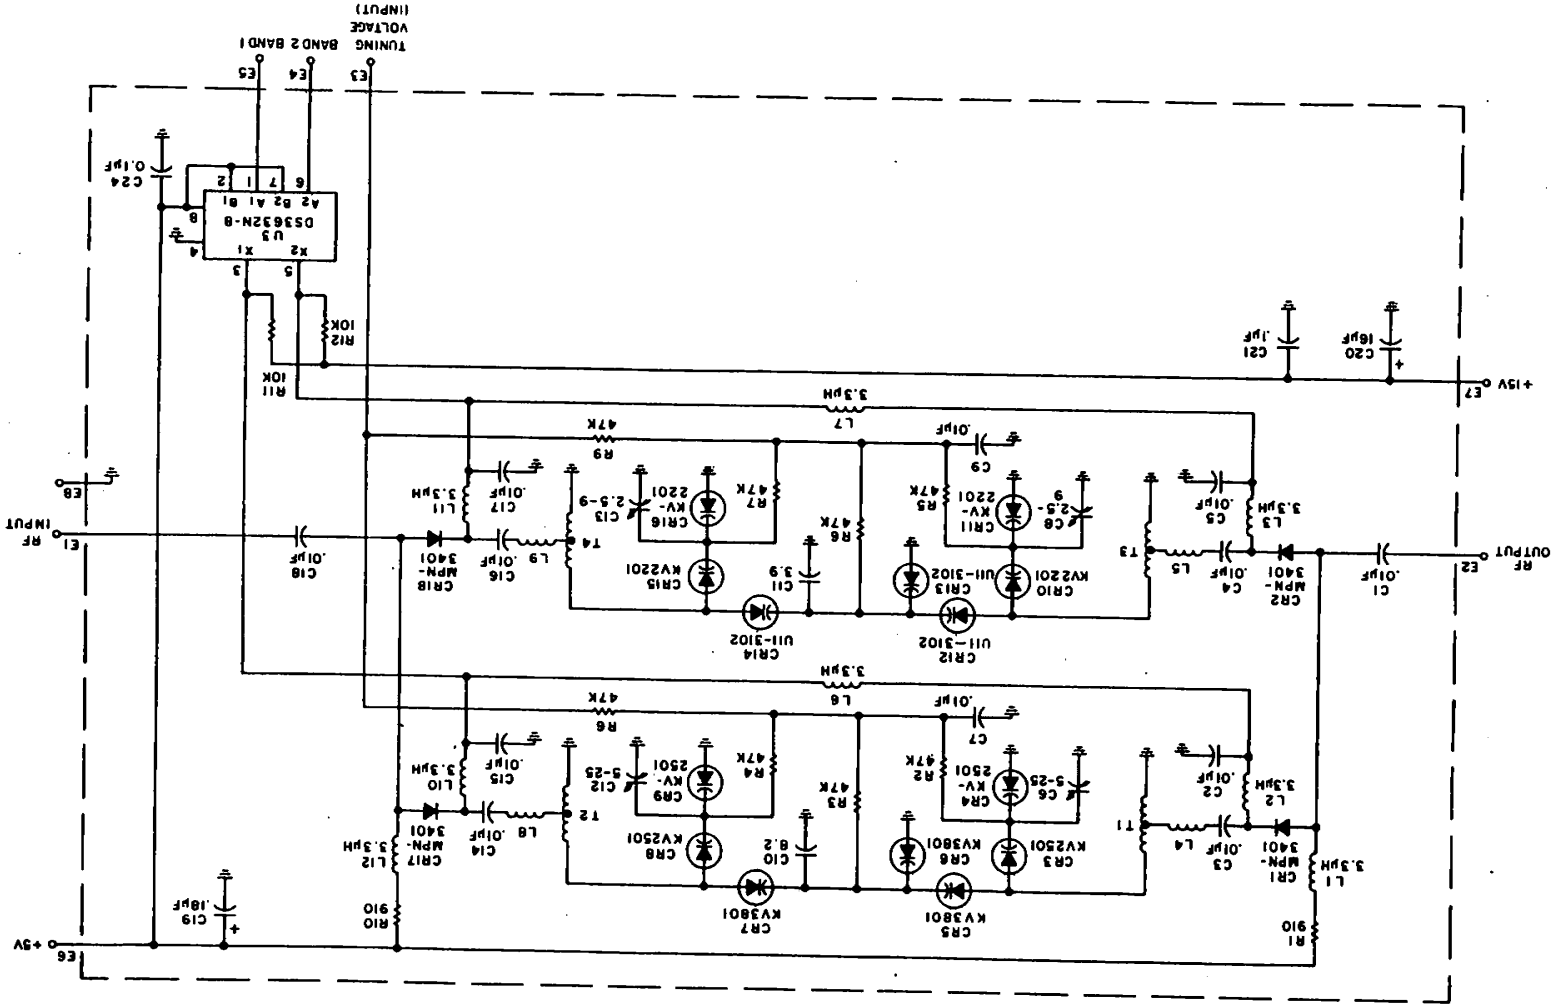 E6
+5V
R1
910
R10
910
C19
.18µF
+
L1
3.3µH
CR1
MPN-
3401
C3
.01µF
L4
T1
L2
3.3µH
C2
.01µF
CR3
KV2501
CR4
KV-
2501
C6
5-25
R2
47K
C7
.01µF
CR5
KV3801
CR6
KV3801
R3
47K
C10
8.2
CR7
KV3801
R4
47K
CR8
KV2501
CR9
KV-
2501
C12
5-25
R6
47K
T2
L8
C14
.01µF
CR17
MPN-
3401
L12
3.3µH
L10
3.3µH
C15
.01µF
L6
3.3µH
RF
OUTPUT
E2
C1
.01µF
CR2
MPN-
3401
C4
.01µF
L5
T3
L3
3.3µH
C5
.01µF
CR10
KV2201
CR11
KV-
2201
C8
2.5-
9
R5
47K
C9
.01µF
CR12
U11-3102
CR13
U11-3102
R6
47K
C11
3.9
CR14
U11-3102
R7
47K
CR15
KV2201
CR16
KV-
2201
C13
2.5-9
R9
47K
T4
L9
C16
.01µF
CR18
MPN-
3401
L11
3.3µH
C17
.01µF
C18
.01µF
E1
RF
INPUT
E8
L7
3.3µH
E7
+15V
C20
16µF
+
C21
.1µF
R12
10K
R11
10K
5
3
X2
X1
4
U3
DS3632N-8
8
A2 B2 A1 B1
6
7
1
2
C24
0.1µF
E3
E4
E5
TUNING
VOLTAGE
(INPUT)
BAND 2
BAND 1